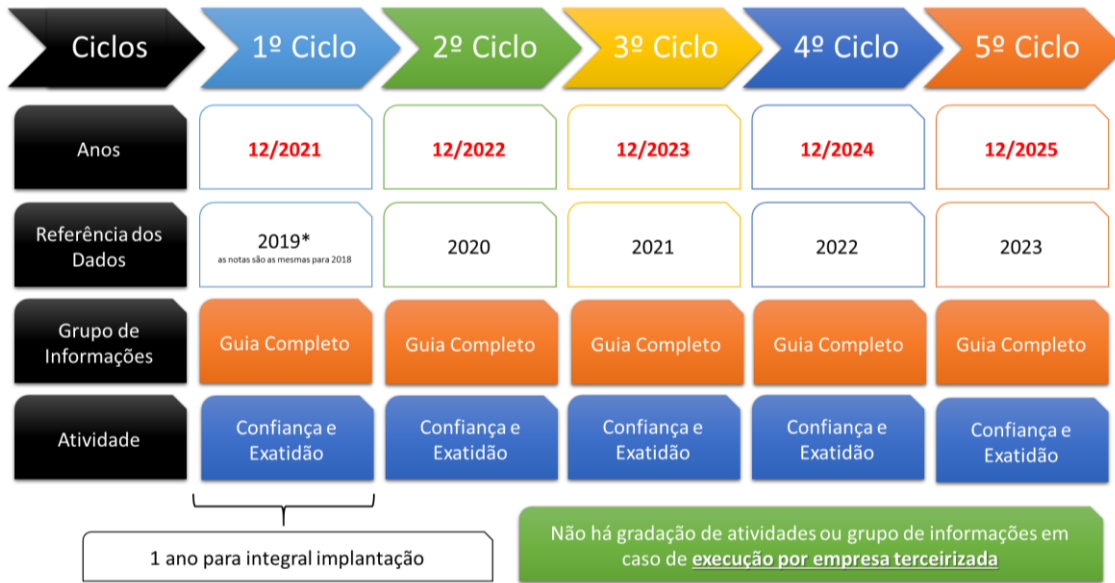 Ciclos
1º Ciclo
2º Ciclo
3º Ciclo
4º Ciclo
5º Ciclo
Anos
12/2021
12/2022
12/2023
12/2024
12/2025
Referência dos
Dados
2019*
as notas são as mesmas para 2018
2020
2021
2022
2023
Grupo de
Informações
Guia Completo
Guia Completo
Guia Completo
Guia Completo
Guia Completo
Atividade
Confiança e
Exatidão
Confiança e
Exatidão
Confiança e
Exatidão
Confiança e
Exatidão
Confiança e
Exatidão
1 ano para integral implantação
Não há gradação de atividades ou grupo de informações em
caso de execução por empresa terceirizada